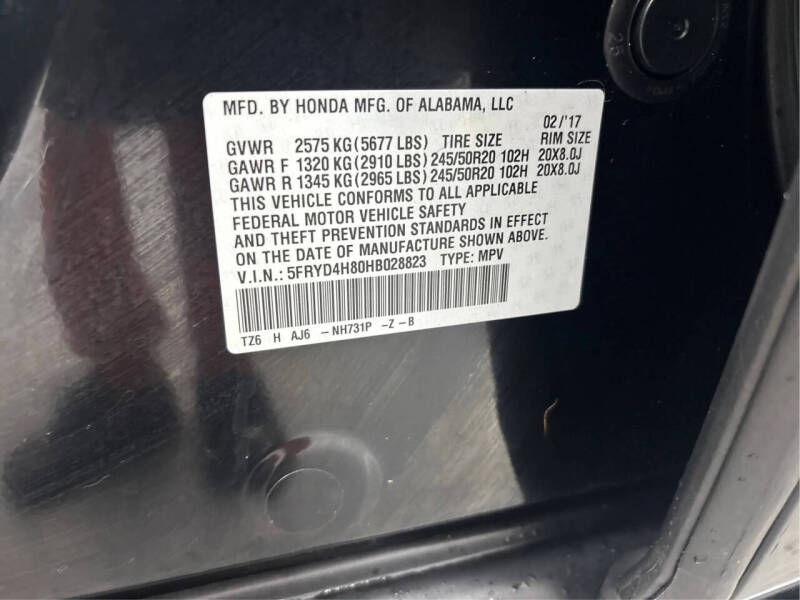 MFD. BY HONDA MFG. OF ALABAMA, LLC
02/'17
GVWR 2575 KG(5677 LBS) TIRE SIZE RIM SIZE
GAWR F 1320 KG(2910 LBS)245/50R20 102H 20X8.0J
GAWR R 1345 KG(2965 LBS)245/50R20 102H 20X8.0J
THIS VEHICLE CONFORMS TO ALL APPLICABLE
FEDERAL MOTOR VEHICLE SAFETY
AND THEFT PREVENTION STANDARDS IN EFFECT
ON THE DATE OF MANUFACTURE SHOWN ABOVE.
V.I.N.: 5FRYD4H80HB028823 TYPE: MPV
TZ6 H AJ6 -NH731P -Z-B